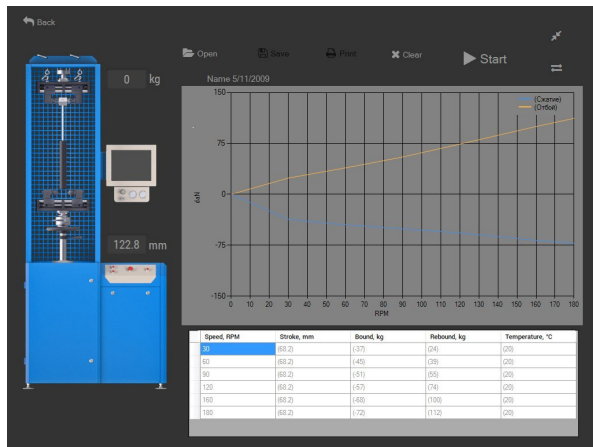 Back
Open Save Print Clear Start
0 kg
Name 5/11/2009
(Сжатие)
(Отбой)
150
75
0
-75
-150
daN
0 10 20 30 40 50 60 70 80 90 100 110 120 130 140 150 160 170 180
RPM
122.8 mm
Speed, RPM Stroke, mm Bound, kg Rebound, kg Temperature, °C
30 (68.2) (-37) (24) (20)
60 (68.2) (-45) (39) (20)
90 (68.2) (-51) (55) (20)
120 (68.2) (-57) (74) (20)
160 (68.2) (-68) (100) (20)
180 (68.2) (-72) (112) (20)